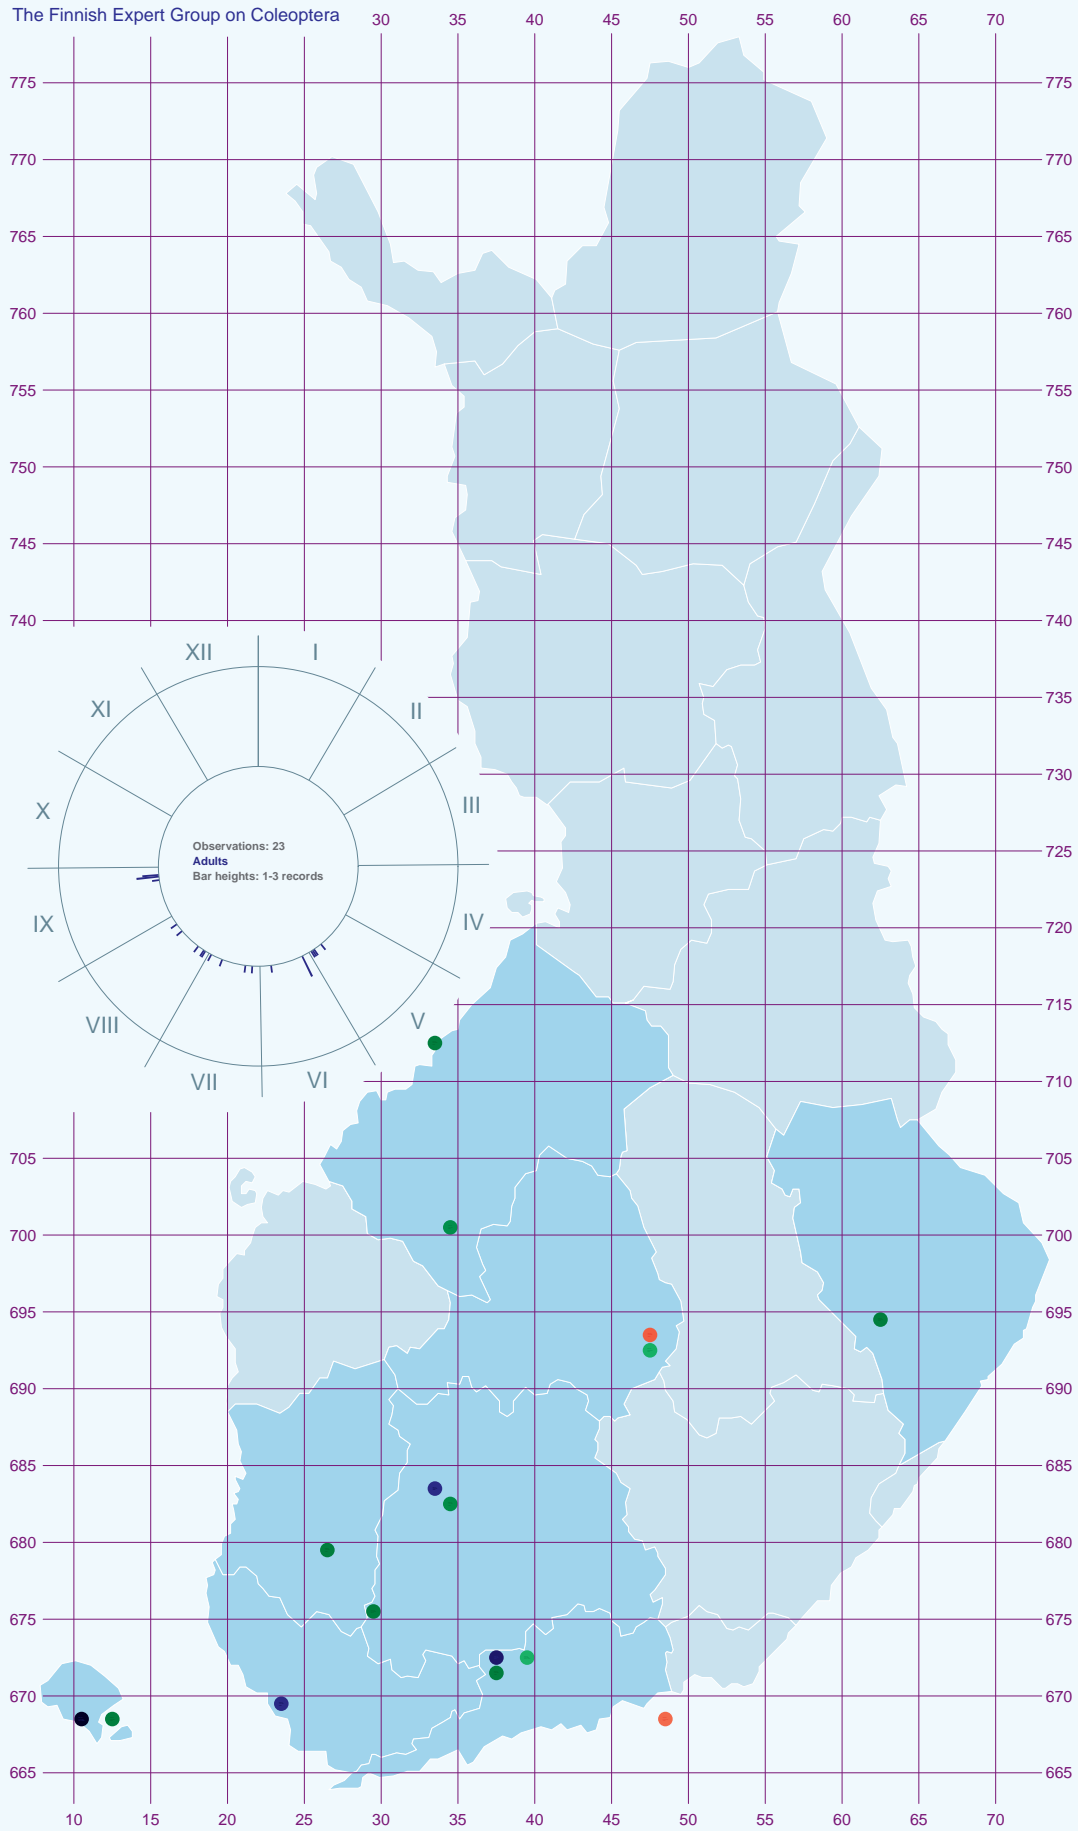 The Finnish Expert Group on Coleoptera 30 35 40 45 50 55 60 65 70
775 775
770 770
765 765
760 760
755 755
750 750
745 745
740 740
XII I
XI II
735
730
X III
Observations: 23
Adults
Bar heights: 1-3 records
725
IX IV
720
715
VIII V
VII VI
710
705 705
700 700
695 695
690 690
685 685
680 680
675 675
670 670
665 665
10 15 20 25 30 35 40 45 50 55 60 65 70